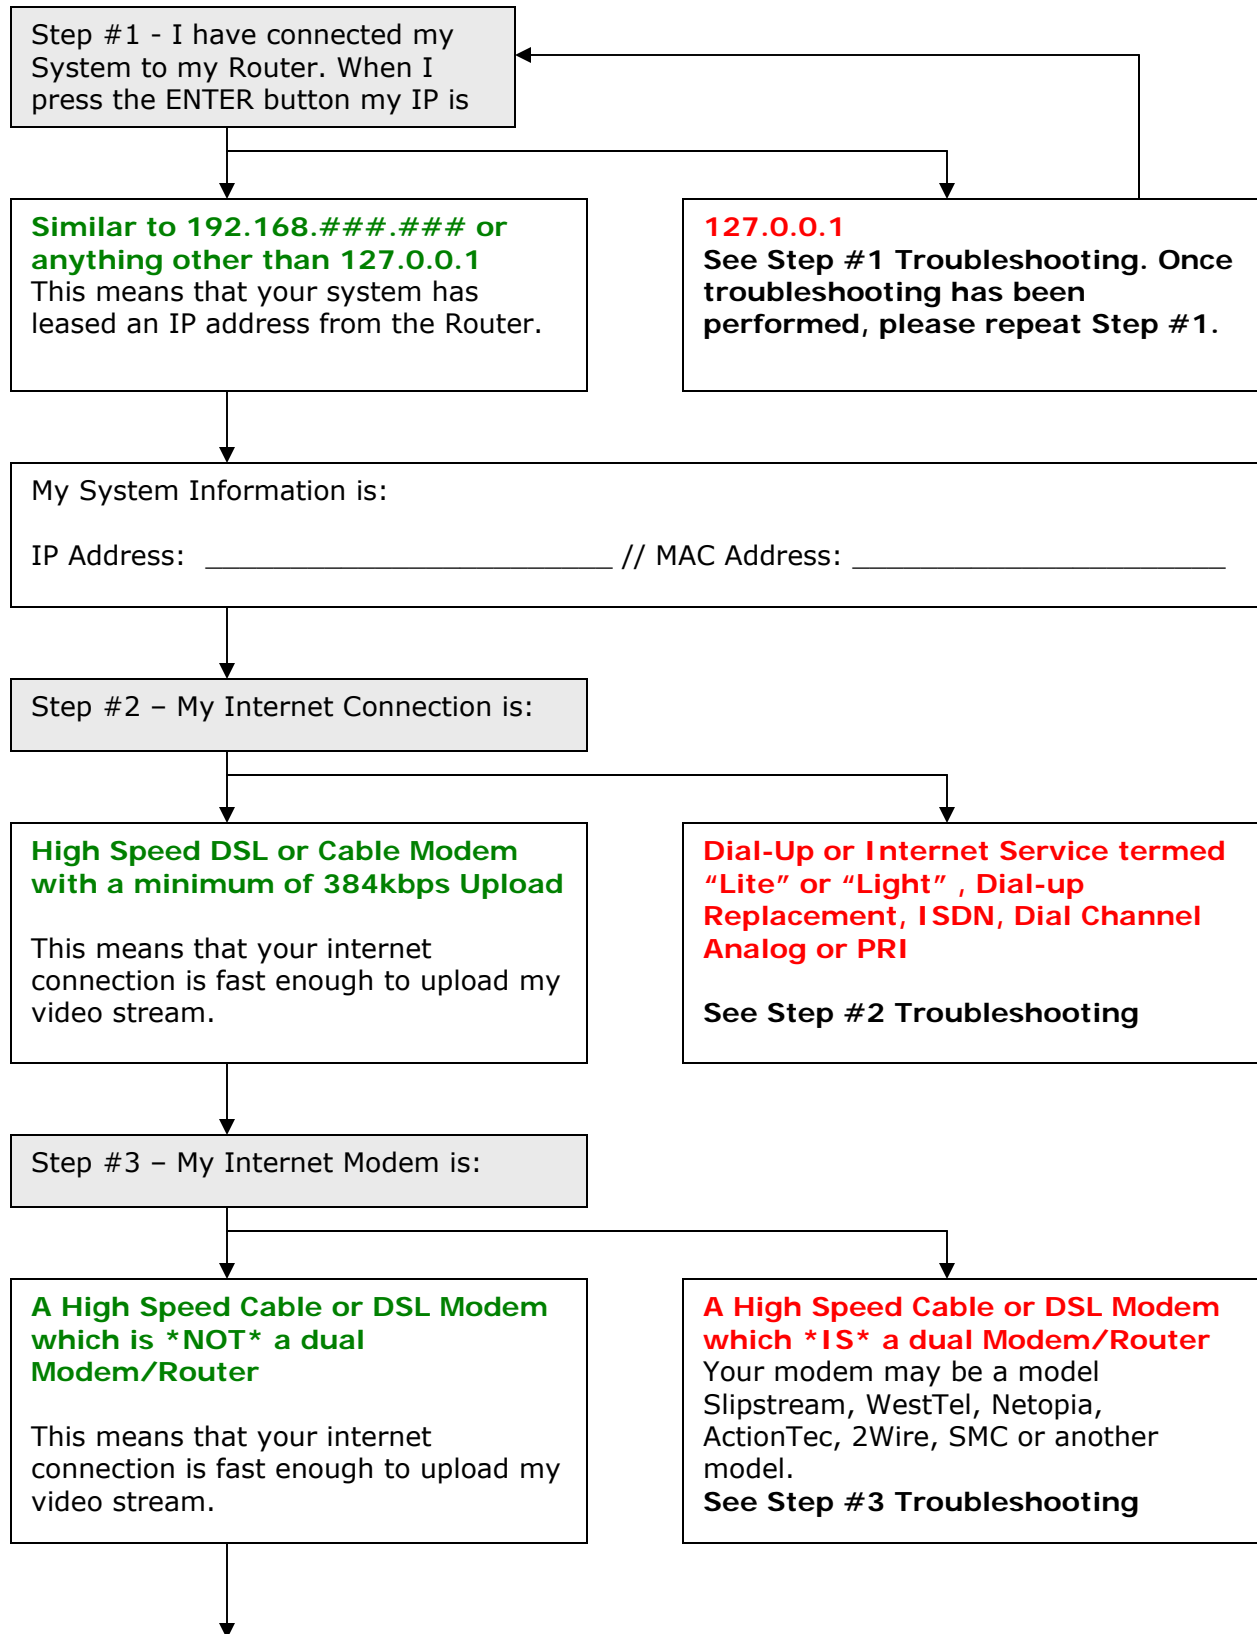 Step #1 - I have connected my
System to my Router. When I
press the ENTER button my IP is
Similar to 192.168.###.### or
anything other than 127.0.0.1
This means that your system has
leased an IP address from the Router.
127.0.0.1
See Step #1 Troubleshooting. Once
troubleshooting has been
performed, please repeat Step #1.
My System Information is:
IP Address: ___________________________ // MAC Address: _________________________
Step #2 – My Internet Connection is:
High Speed DSL or Cable Modem
with a minimum of 384kbps Upload
This means that your internet
connection is fast enough to upload my
video stream.
Dial-Up or Internet Service termed
“Lite” or “Light” , Dial-up
Replacement, ISDN, Dial Channel
Analog or PRI
See Step #2 Troubleshooting
Step #3 – My Internet Modem is:
A High Speed Cable or DSL Modem
which is *NOT* a dual
Modem/Router
This means that your internet
connection is fast enough to upload my
video stream.
A High Speed Cable or DSL Modem
which *IS* a dual Modem/Router
Your modem may be a model
Slipstream, WestTel, Netopia,
ActionTec, 2Wire, SMC or another
model.
See Step #3 Troubleshooting